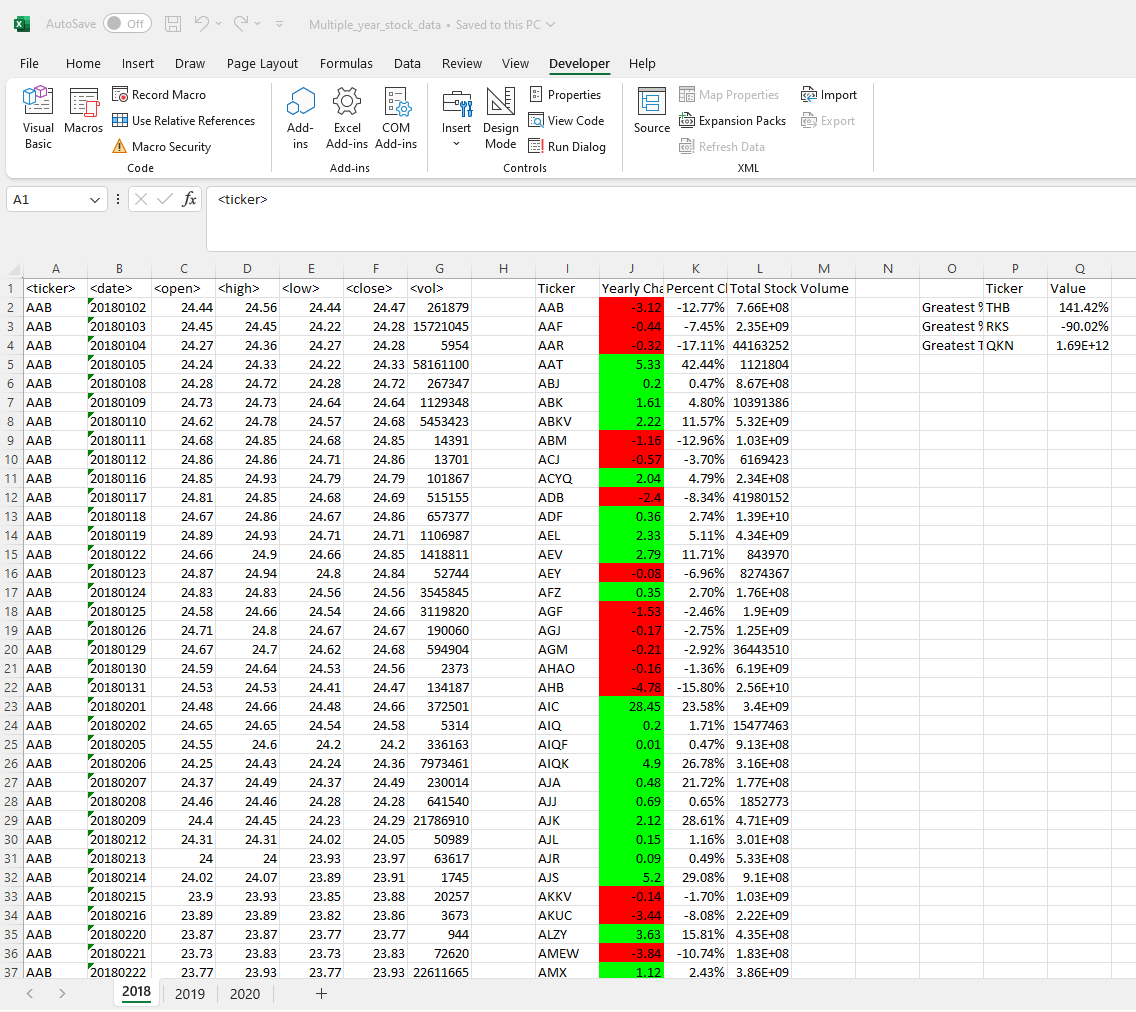 AutoSave Off Multiple_year_stock_data • Saved to this PC
File Home Insert Draw Page Layout Formulas Data Review View Developer Help
Visual Basic
Macros
Record Macro
Use Relative References
Macro Security
Code
Add-ins
Excel Add-ins
COM Add-ins
Add-ins
Insert
Design Mode
Properties
View Code
Run Dialog
Controls
Source
Map Properties
Expansion Packs
Refresh Data
Import
Export
XML
A1 fx <ticker>
A B C D E F G H I J K L M N O P Q
1 <ticker> <date> <open> <high> <low> <close> <vol> Ticker Yearly Cha Percent Cl Total Stock Volume Ticker Value
2 AAB 20180102 24.44 24.56 24.44 24.47 261879 AAB -3.12 -12.77% 7.66E+08 Greatest % THB 141.42%
3 AAB 20180103 24.45 24.45 24.22 24.28 15721045 AAF -0.44 -7.45% 2.35E+09 Greatest % RKS -90.02%
4 AAB 20180104 24.27 24.36 24.27 24.28 5954 AAR -0.32 -17.11% 44163252 Greatest T QKN 1.69E+12
5 AAB 20180105 24.24 24.33 24.22 24.33 58161100 AAT 5.33 42.44% 1121804
6 AAB 20180108 24.28 24.72 24.28 24.72 267347 ABJ 0.2 0.47% 8.67E+08
7 AAB 20180109 24.73 24.73 24.64 24.64 1129348 ABK 1.61 4.80% 10391386
8 AAB 20180110 24.62 24.78 24.57 24.68 5453423 ABKV 2.22 11.57% 5.32E+09
9 AAB 20180111 24.68 24.85 24.68 24.85 14391 ABM -1.16 -12.96% 1.03E+09
10 AAB 20180112 24.86 24.86 24.71 24.86 13701 ACJ -0.57 -3.70% 6169423
11 AAB 20180116 24.85 24.93 24.79 24.79 101867 ACYQ 2.04 4.79% 2.34E+08
12 AAB 20180117 24.81 24.85 24.68 24.69 515155 ADB -2.4 -8.34% 41980152
13 AAB 20180118 24.67 24.86 24.67 24.86 657377 ADF 0.36 2.74% 1.39E+10
14 AAB 20180119 24.89 24.93 24.71 24.71 1106987 AEL 2.33 5.11% 4.34E+09
15 AAB 20180122 24.66 24.9 24.66 24.85 1418811 AEV 2.79 11.71% 843970
16 AAB 20180123 24.87 24.94 24.8 24.84 52744 AEY -0.08 -6.96% 8274367
17 AAB 20180124 24.83 24.83 24.56 24.56 3545845 AFZ 0.35 2.70% 1.76E+08
18 AAB 20180125 24.58 24.66 24.54 24.66 3119820 AGF -1.53 -2.46% 1.9E+09
19 AAB 20180126 24.71 24.8 24.67 24.67 190060 AGJ -0.17 -2.75% 1.25E+09
20 AAB 20180129 24.67 24.7 24.62 24.68 594904 AGM -0.21 -2.92% 36443510
21 AAB 20180130 24.59 24.64 24.53 24.56 2373 AHAO -0.16 -1.36% 6.19E+09
22 AAB 20180131 24.53 24.53 24.41 24.47 134187 AHB -4.78 -15.80% 2.56E+10
23 AAB 20180201 24.48 24.66 24.48 24.66 372501 AIC 28.45 23.58% 3.4E+09
24 AAB 20180202 24.65 24.65 24.54 24.58 5314 AIQ 0.2 1.71% 15477463
25 AAB 20180205 24.55 24.6 24.2 24.2 336163 AIQF 0.01 0.47% 9.13E+08
26 AAB 20180206 24.25 24.43 24.24 24.36 7973461 AIQK 4.9 26.78% 3.16E+08
27 AAB 20180207 24.37 24.49 24.37 24.49 230014 AJA 0.48 21.72% 1.77E+08
28 AAB 20180208 24.46 24.46 24.28 24.28 641540 AJJ 0.69 0.65% 1852773
29 AAB 20180209 24.4 24.45 24.23 24.29 21786910 AJK 2.12 28.61% 4.71E+09
30 AAB 20180212 24.31 24.31 24.02 24.05 50989 AJL 0.15 1.16% 3.01E+08
31 AAB 20180213 24 24 23.93 23.97 63617 AJR 0.09 0.49% 5.33E+08
32 AAB 20180214 24.02 24.07 23.89 23.91 1745 AJS 5.2 29.08% 9.1E+08
33 AAB 20180215 23.9 23.93 23.85 23.88 20257 AKKV -0.14 -1.70% 1.03E+09
34 AAB 20180216 23.89 23.89 23.82 23.86 3673 AKUC -3.44 -8.08% 2.22E+09
35 AAB 20180220 23.87 23.87 23.77 23.77 944 ALZY 3.63 15.81% 4.35E+08
36 AAB 20180221 23.73 23.83 23.73 23.83 72620 AMEW -3.84 -10.74% 1.83E+08
37 AAB 20180222 23.77 23.93 23.77 23.93 22611665 AMX 1.12 2.43% 3.86E+09
2018 2019 2020